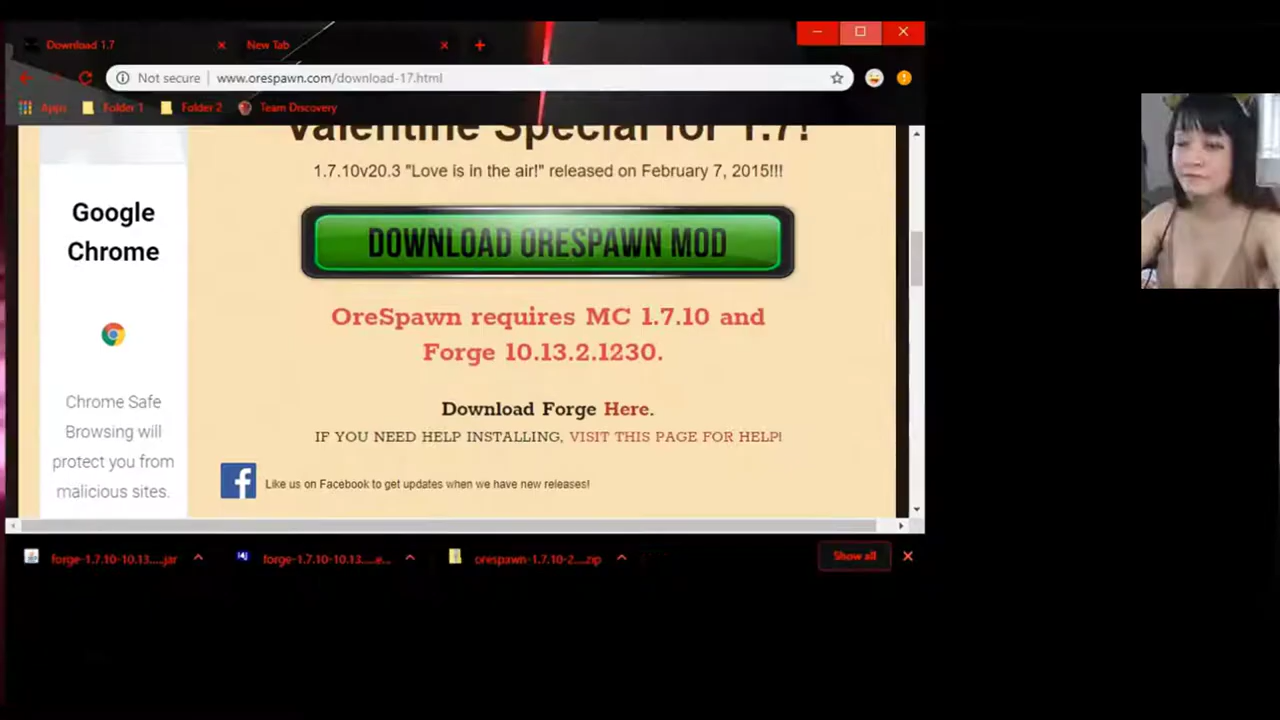 Download 1.7
New Tab
Not secure | www.orespawn.com/download-17.html
Apps Folder 1 Folder 2 Team Discovery
Valentine Special for 1.7!
1.7.10v20.3 "Love is in the air!" released on February 7, 2015!!!
DOWNLOAD ORESPAWN MOD
OreSpawn requires MC 1.7.10 and
Forge 10.13.2.1230.
Download Forge Here.
IF YOU NEED HELP INSTALLING, VISIT THIS PAGE FOR HELP!
Like us on Facebook to get updates when we have new releases!
Google
Chrome
Chrome Safe
Browsing will
protect you from
malicious sites.
forge-1.7.10-10.13....jar
forge-1.7.10-10.13....e...
orespawn-1.7.10-2....zip
Show all